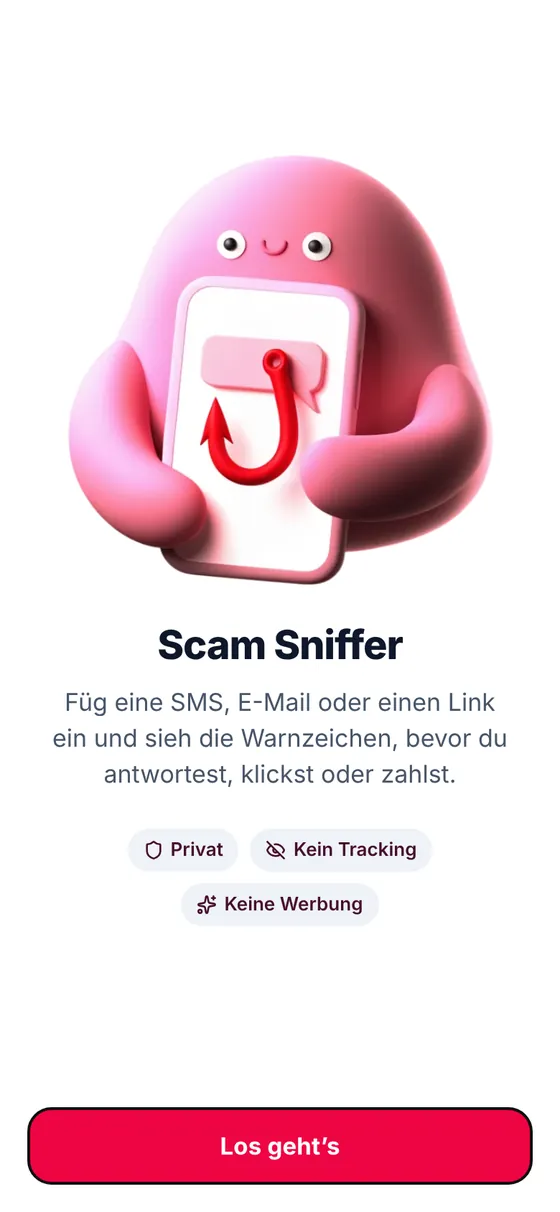 Scam Sniffer
Füg eine SMS, E-Mail oder einen Link
ein und sieh die Warnzeichen, bevor du
antwortest, klickst oder zahlst.
Privat
Kein Tracking
Keine Werbung
Los geht’s